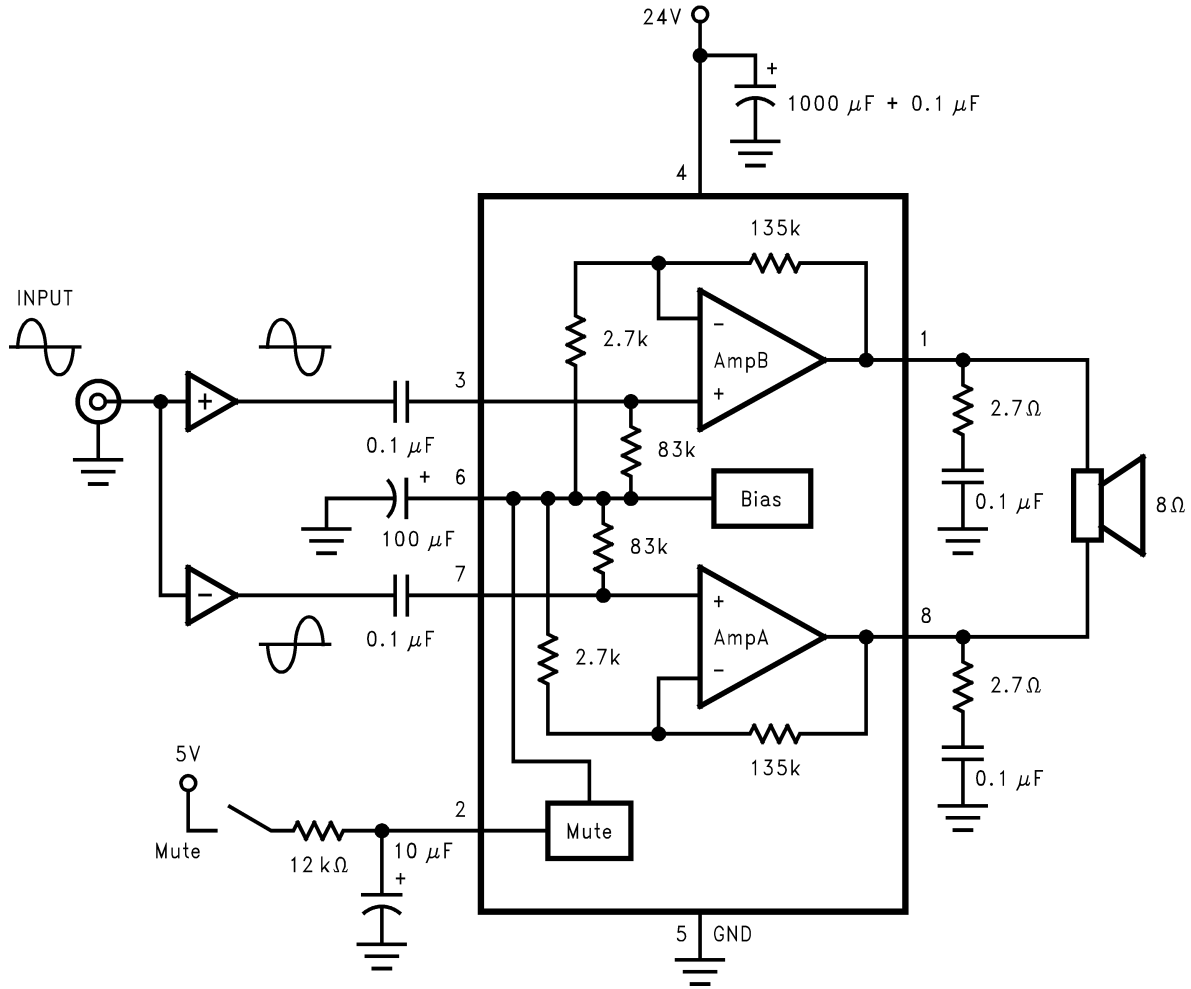 24V
+
1000 μF + 0.1 μF
4
135k
INPUT
2.7k
-
AmpB
+
1
+
3
0.1 μF
83k
2.7Ω
+
6
Bias
0.1 μF
8Ω
100 μF
83k
7
-
+
8
0.1 μF
AmpA
2.7k
-
2.7Ω
5V
135k
0.1 μF
2
Mute
Mute
12kΩ
10 μF
+
5 GND